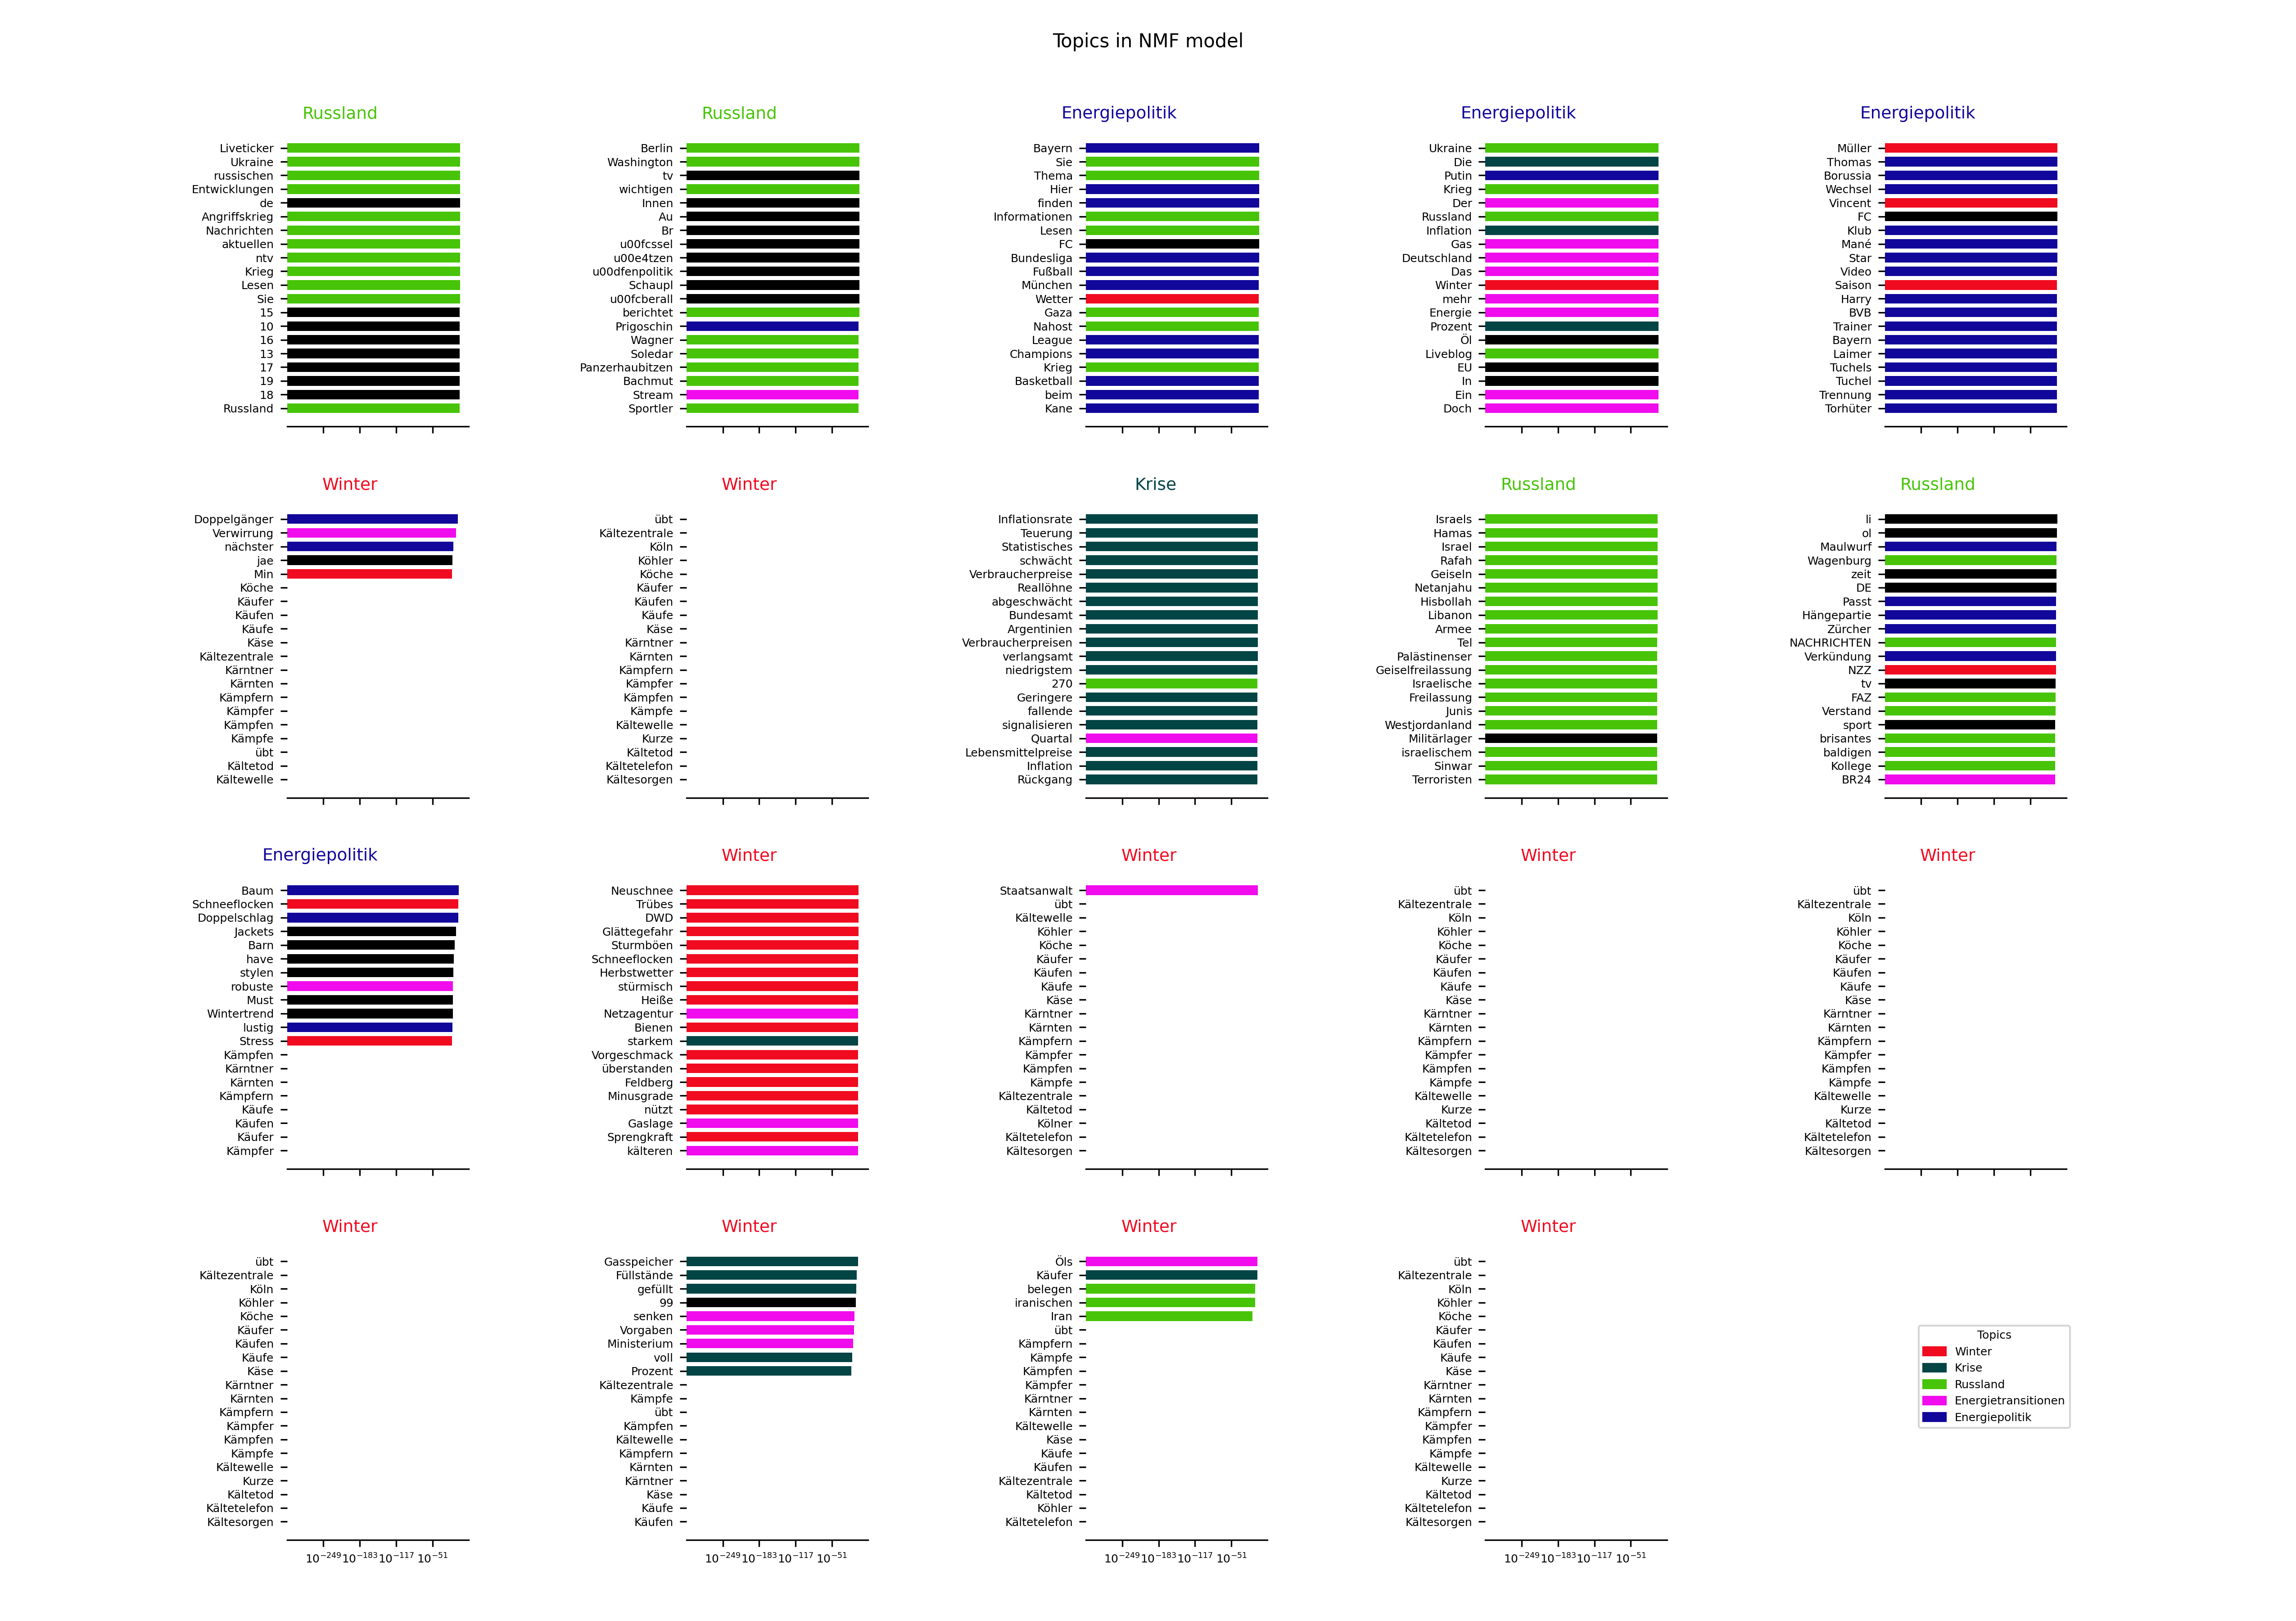 Topics in NMF model
Russland
Liveticker
Ukraine
russischen
Entwicklungen
de
Angriffskrieg
Nachrichten
aktuellen
ntv
Krieg
Lesen
Sie
15
10
16
13
17
19
18
Russland
Russland
Berlin
Washington
tv
wichtigen
Innen
Au
Br
u00fcssel
u00e4tzen
u00dfenpolitik
Schaupl
u00fcberall
berichtet
Prigoschin
Wagner
Soledar
Panzerhaubitzen
Bachmut
Stream
Sportler
Energiepolitik
Bayern
Sie
Thema
Hier
finden
Informationen
Lesen
FC
Bundesliga
Fußball
München
Wetter
Gaza
Nahost
League
Champions
Krieg
Basketball
beim
Kane
Energiepolitik
Ukraine
Die
Putin
Krieg
Der
Russland
Inflation
Gas
Deutschland
Das
Winter
mehr
Energie
Prozent
Öl
Liveblog
EU
In
Ein
Doch
Energiepolitik
Müller
Thomas
Borussia
Wechsel
Vincent
FC
Klub
Mané
Star
Video
Saison
Harry
BVB
Trainer
Bayern
Laimer
Tuchels
Tuchel
Trennung
Torhüter
Winter
Doppelgänger
Verwirrung
nächster
jae
Min
Köche
Käufer
Käufen
Käufe
Käse
Kältezentrale
Kärntner
Kärnten
Kämpfern
Kämpfer
Kämpfen
Kämpfe
übt
Kältetod
Kältewelle
Winter
übt
Kältezentrale
Köln
Köhler
Köche
Käufer
Käufen
Käufe
Käse
Kärntner
Kärnten
Kämpfern
Kämpfer
Kämpfen
Kämpfe
Kältewelle
Kurze
Kältetod
Kältetelefon
Kältesorgen
Krise
Inflationsrate
Teuerung
Statistisches
schwächt
Verbraucherpreise
Reallöhne
abgeschwächt
Bundesamt
Argentinien
Verbraucherpreisen
verlangsamt
niedrigstem
270
Geringere
fallende
signalisieren
Quartal
Lebensmittelpreise
Inflation
Rückgang
Russland
Israels
Hamas
Israel
Rafah
Geiseln
Netanjahu
Hisbollah
Libanon
Armee
Tel
Palästinenser
Geiselfreilassung
Israelische
Freilassung
Junis
Westjordanland
Militärlager
israelischem
Sinwar
Terroristen
Russland
li
ol
Maulwurf
Wagenburg
zeit
DE
Passt
Hängepartie
Zürcher
NACHRICHTEN
Verkündung
NZZ
tv
FAZ
Verstand
sport
brisantes
baldigen
Kollege
BR24
Energiepolitik
Baum
Schneeflocken
Doppelschlag
Jackets
Barn
have
stylen
robuste
Must
Wintertrend
lustig
Stress
Kämpfen
Kärntner
Kärnten
Kämpfern
Käufe
Käufen
Käufer
Kämpfer
Winter
Neuschnee
Trübes
DWD
Glättegefahr
Sturmböen
Schneeflocken
Herbstwetter
stürmisch
Heiße
Netzagentur
Bienen
starkem
Vorgeschmack
überstanden
Feldberg
Minusgrade
nützt
Gaslage
Sprengkraft
kälteren
Winter
Staatsanwalt
übt
Kältewelle
Köhler
Köche
Käufer
Käufen
Käufe
Käse
Kärntner
Kärnten
Kämpfern
Kämpfer
Kämpfen
Kämpfe
Kältezentrale
Kältetod
Kölner
Kältetelefon
Kältesorgen
Winter
übt
Kältezentrale
Köln
Köhler
Köche
Käufer
Käufen
Käufe
Käse
Kärntner
Kärnten
Kämpfern
Kämpfer
Kämpfen
Kämpfe
Kältewelle
Kurze
Kältetod
Kältetelefon
Kältesorgen
Winter
übt
Kältezentrale
Köln
Köhler
Köche
Käufer
Käufen
Käufe
Käse
Kärntner
Kärnten
Kämpfern
Kämpfer
Kämpfen
Kämpfe
Kältewelle
Kurze
Kältetod
Kältetelefon
Kältesorgen
Winter
übt
Kältezentrale
Köln
Köhler
Köche
Käufer
Käufen
Käufe
Käse
Kärntner
Kärnten
Kämpfern
Kämpfer
Kämpfen
Kämpfe
Kältewelle
Kurze
Kältetod
Kältetelefon
Kältesorgen
10⁻²⁴⁹ 10⁻¹⁸³ 10⁻¹¹⁷ 10⁻⁵¹
Winter
Gasspeicher
Füllstände
gefüllt
99
senken
Vorgaben
Ministerium
voll
Prozent
Kältezentrale
Kämpfe
übt
Kämpfen
Kältewelle
Kämpfern
Kärnten
Kärntner
Käse
Käufe
Käufen
10⁻²⁴⁹ 10⁻¹⁸³ 10⁻¹¹⁷ 10⁻⁵¹
Winter
Öls
Käufer
belegen
iranischen
Iran
übt
Kämpfern
Kämpfe
Kämpfen
Kämpfer
Kärntner
Kärnten
Kältewelle
Käse
Käufe
Käufen
Kältezentrale
Kältetod
Köhler
Kältetelefon
10⁻²⁴⁹ 10⁻¹⁸³ 10⁻¹¹⁷ 10⁻⁵¹
Winter
übt
Kältezentrale
Köln
Köhler
Köche
Käufer
Käufen
Käufe
Käse
Kärntner
Kärnten
Kämpfern
Kämpfer
Kämpfen
Kämpfe
Kältewelle
Kurze
Kältetod
Kältetelefon
Kältesorgen
10⁻²⁴⁹ 10⁻¹⁸³ 10⁻¹¹⁷ 10⁻⁵¹
Topics
Winter
Krise
Russland
Energietransitionen
Energiepolitik